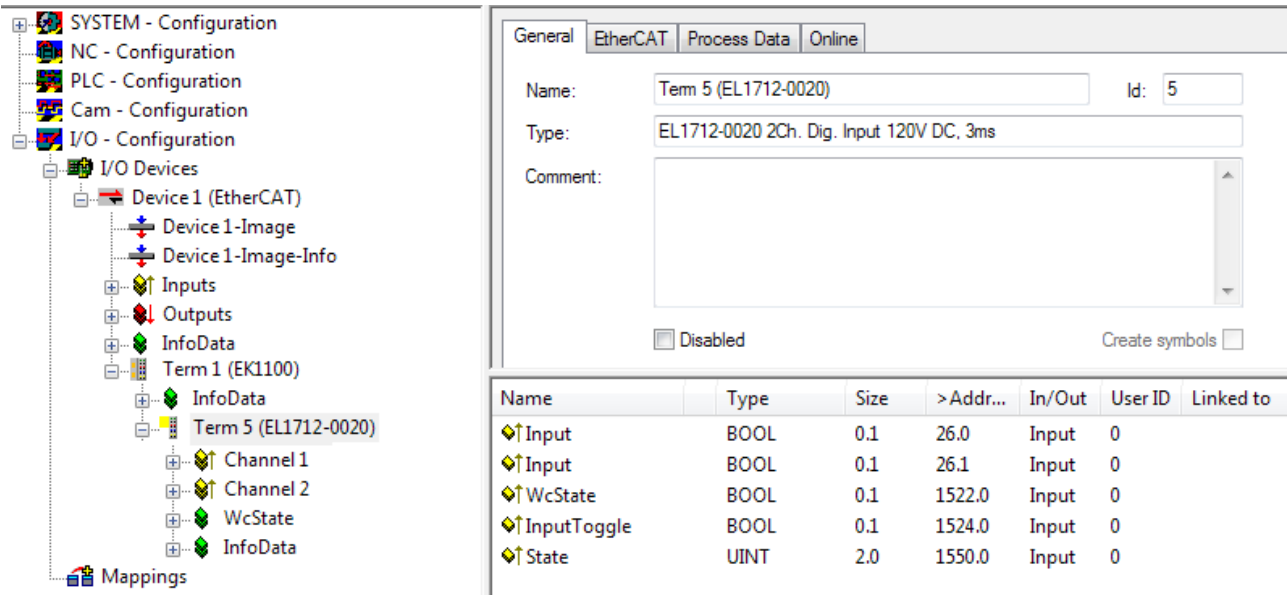 SYSTEM - Configuration
NC - Configuration
PLC - Configuration
Cam - Configuration
I/O - Configuration
I/O Devices
Device 1 (EtherCAT)
Device 1-Image
Device 1-Image-Info
Inputs
Outputs
InfoData
Term 1 (EK1100)
InfoData
Term 5 (EL1712-0020)
Channel 1
Channel 2
WcState
InfoData
Mappings
General EtherCAT Process Data Online
Name: Term 5 (EL1712-0020) Id: 5
Type: EL1712-0020 2Ch. Dig. Input 120V DC, 3ms
Comment:
Disabled Create symbols
Name Type Size >Addr... In/Out User ID Linked to
Input BOOL 0.1 26.0 Input 0
Input BOOL 0.1 26.1 Input 0
WcState BOOL 0.1 1522.0 Input 0
InputToggle BOOL 0.1 1524.0 Input 0
State UINT 2.0 1550.0 Input 0